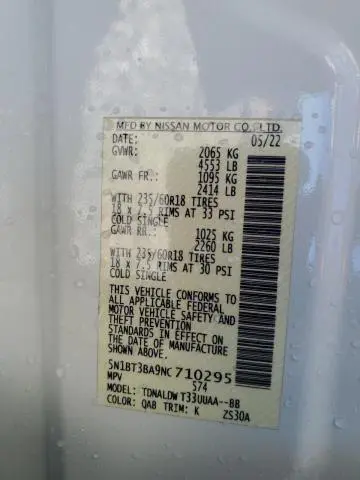 MFD BY NISSAN MOTOR CO.,LTD.
DATE: 05/22
GVWR: 2065 KG
4553 LB
GAWR FR.: 1095 KG
2414 LB
WITH 235/60R18 TIRES
18 x 7.5 RIMS AT 33 PSI
COLD SINGLE
GAWR RR.: 1025 KG
2260 LB
WITH 235/60R18 TIRES
18 x 7.5 RIMS AT 30 PSI
COLD SINGLE
THIS VEHICLE CONFORMS TO
ALL APPLICABLE FEDERAL
MOTOR VEHICLE SAFETY AND
THEFT PREVENTION
STANDARDS IN EFFECT ON
THE DATE OF MANUFACTURE
SHOWN ABOVE.
5N1BT3BA9NC710295
MPV 574
MODEL: TDNALDWT33UUAA--BB
COLOR: QAB TRIM: K ZS30A